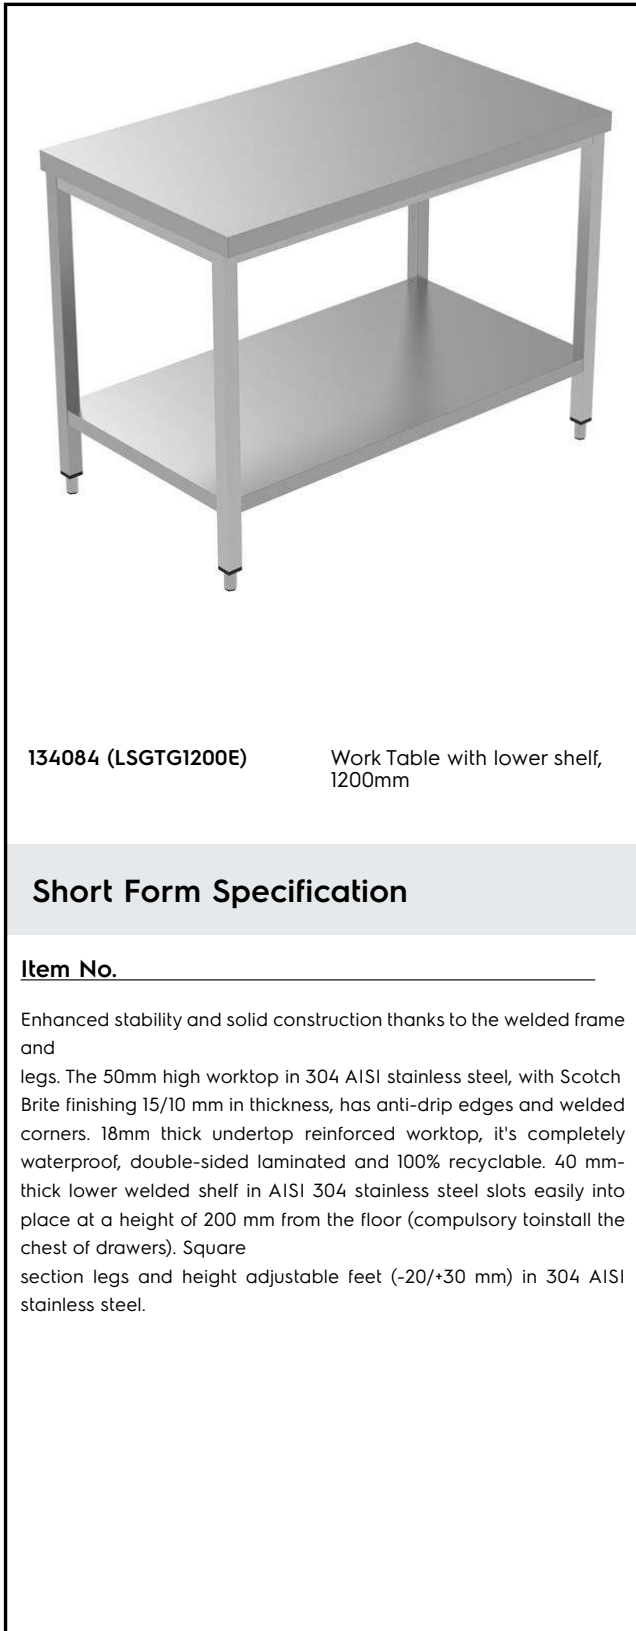 134084 (LSGTG1200E)
Work Table with lower shelf,
1200mm
Short Form Specification
Item No.
Enhanced stability and solid construction thanks to the welded frame
and
legs. The 50mm high worktop in 304 AISI stainless steel, with Scotch
Brite finishing 15/10 mm in thickness, has anti-drip edges and welded
corners. 18mm thick undertop reinforced worktop, it's completely
waterproof, double-sided laminated and 100% recyclable. 40 mm-
thick lower welded shelf in AISI 304 stainless steel slots easily into
place at a height of 200 mm from the floor (compulsory toinstall the
chest of drawers). Square
section legs and height adjustable feet (-20/+30 mm) in 304 AISI
stainless steel.